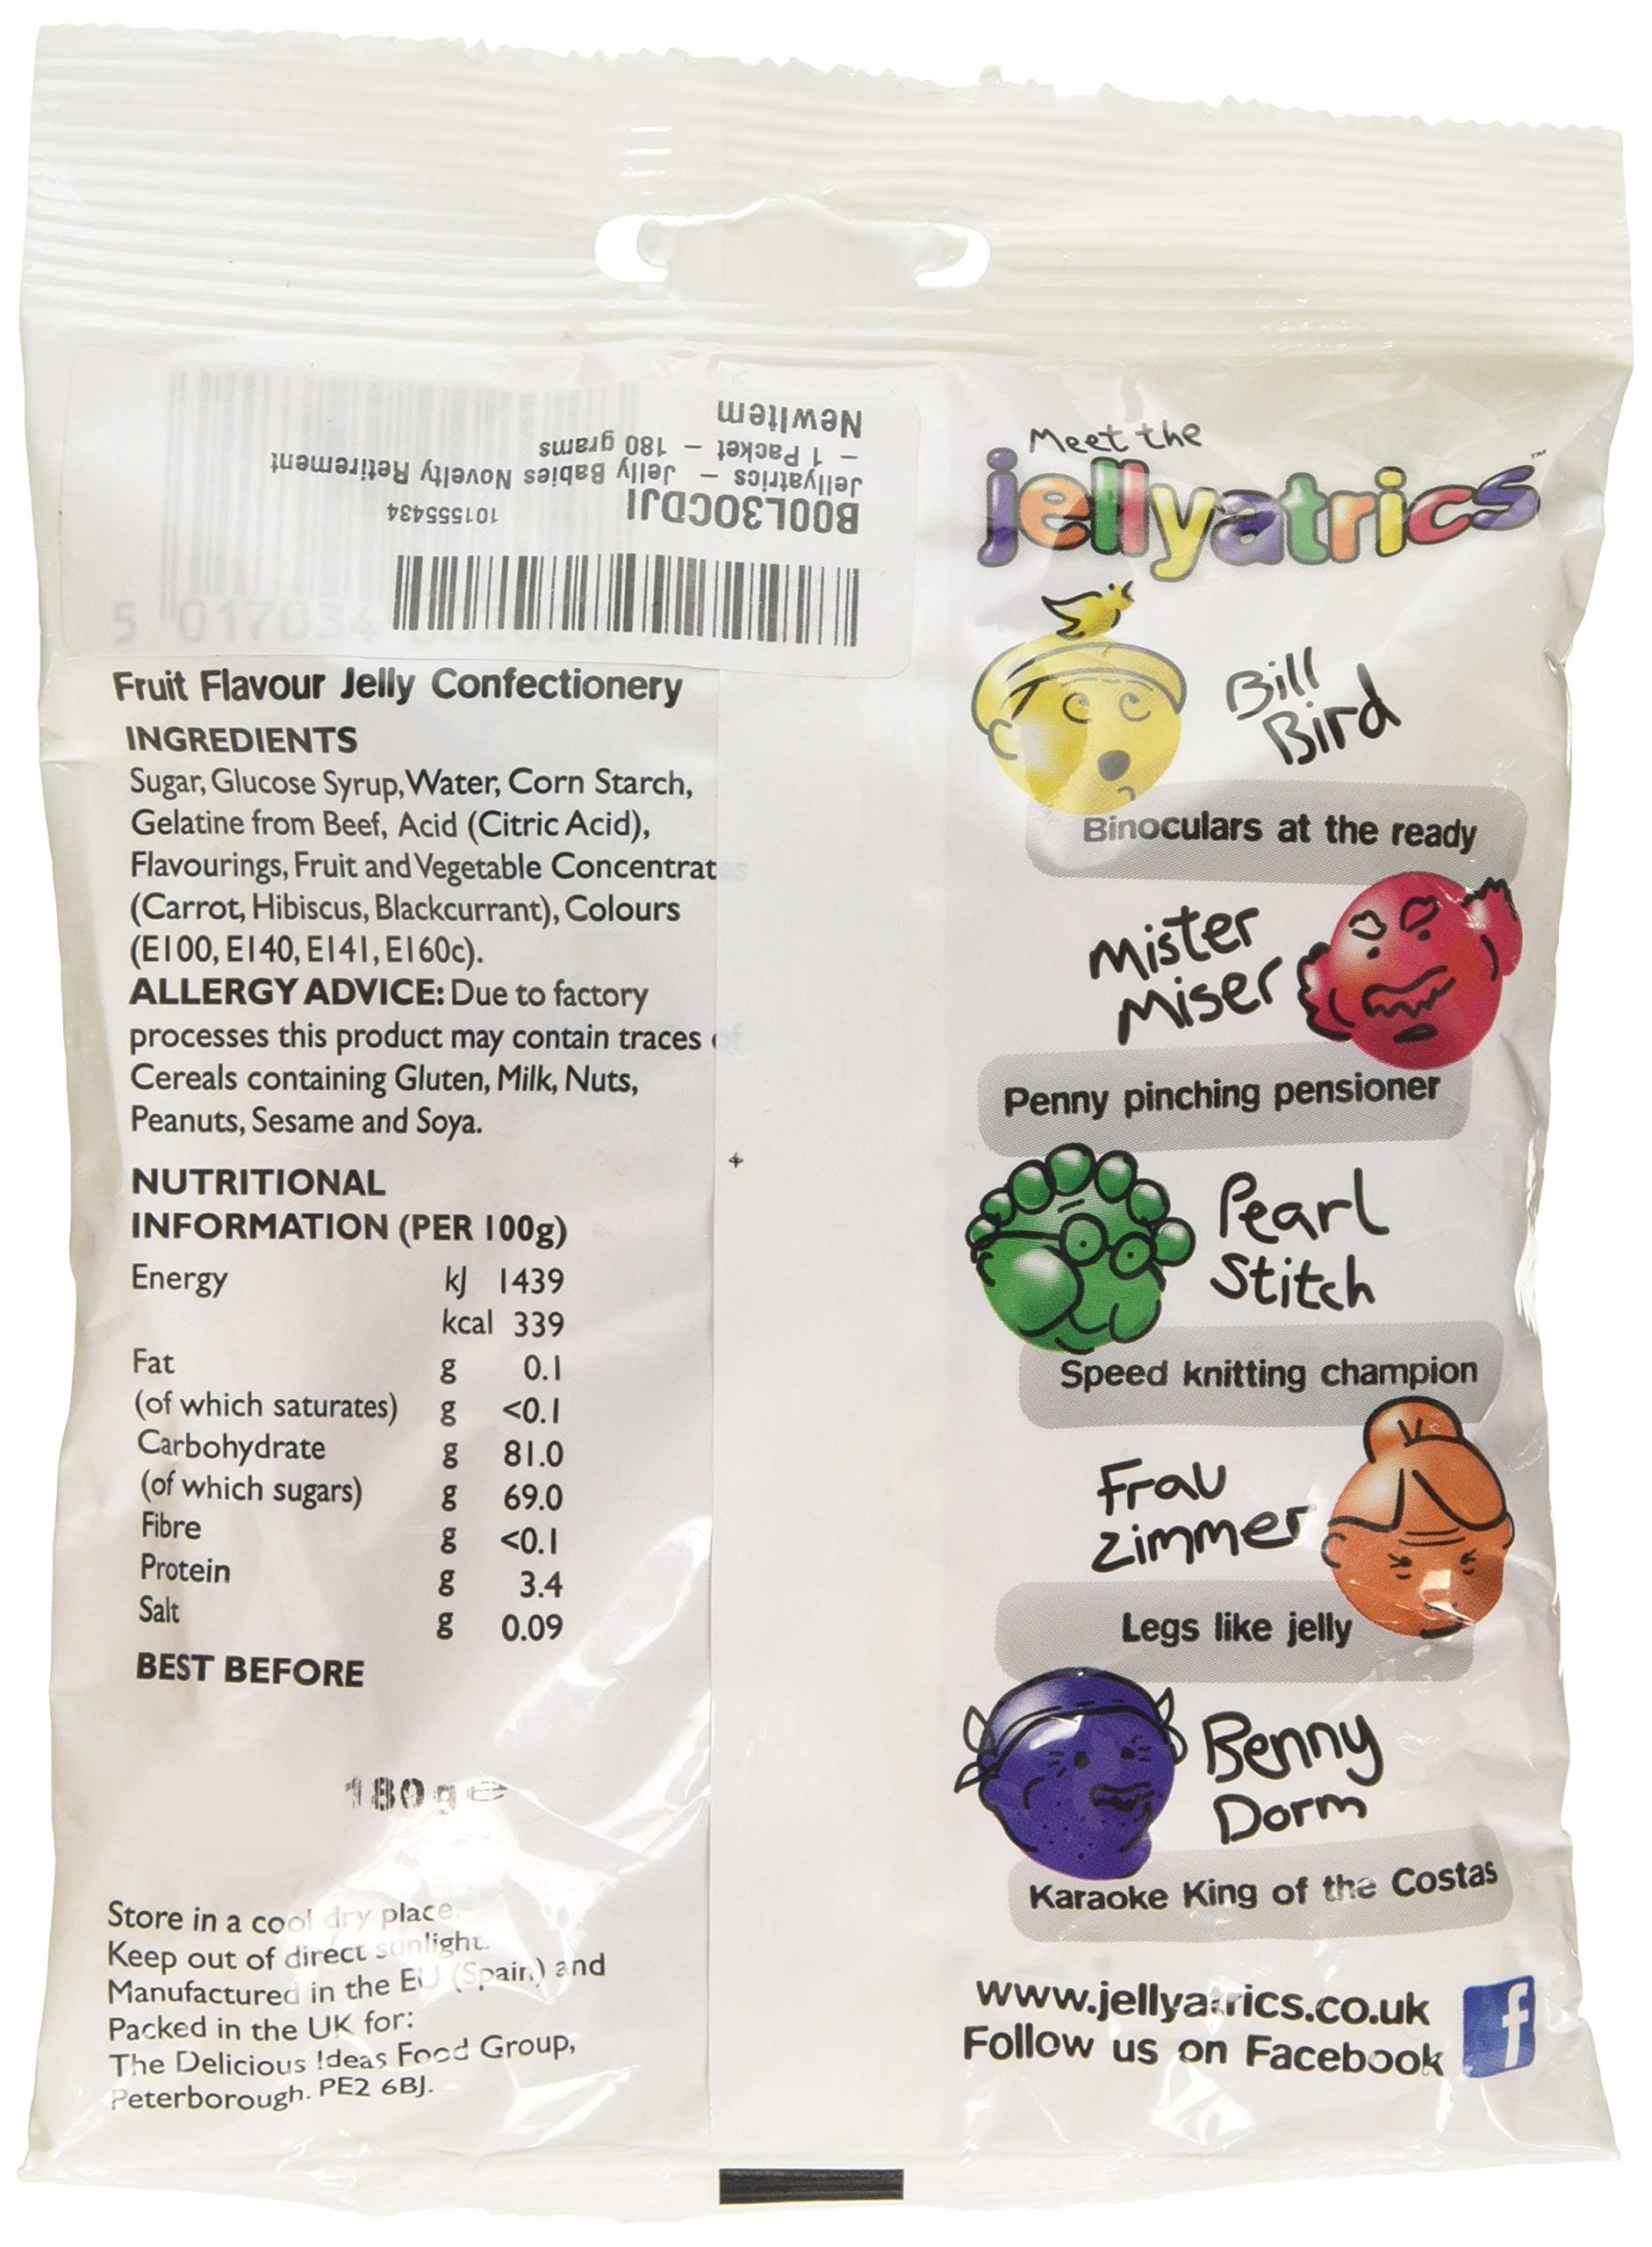 NewItem
– 1 Packet – 180 grams
Jellyatrics – Jelly Babies Novelty Retirement
B00L3OCDJI 101555434
5 017034
Fruit Flavour Jelly Confectionery
INGREDIENTS
Sugar, Glucose Syrup, Water, Corn Starch,
Gelatine from Beef, Acid (Citric Acid),
Flavourings, Fruit and Vegetable Concentrates
(Carrot, Hibiscus, Blackcurrant), Colours
(E100, E140, E141, E160c).
ALLERGY ADVICE: Due to factory
processes this product may contain traces of
Cereals containing Gluten, Milk, Nuts,
Peanuts, Sesame and Soya.
NUTRITIONAL
INFORMATION (PER 100g)
Energy kJ 1439
kcal 339
Fat g 0.1
(of which saturates) g <0.1
Carbohydrate g 81.0
(of which sugars) g 69.0
Fibre g <0.1
Protein g 3.4
Salt g 0.09
BEST BEFORE
180g e
Store in a cool dry place.
Keep out of direct sunlight.
Manufactured in the EU (Spain) and
Packed in the UK for:
The Delicious Ideas Food Group,
Peterborough. PE2 6BJ.
Meet the
jellyatrics™
Bill
Bird
Binoculars at the ready
Mister
Miser
Penny pinching pensioner
Pearl
Stitch
Speed knitting champion
Frau
Zimmer
Legs like jelly
Benny
Dorm
Karaoke King of the Costas
www.jellyatrics.co.uk
Follow us on Facebook
f